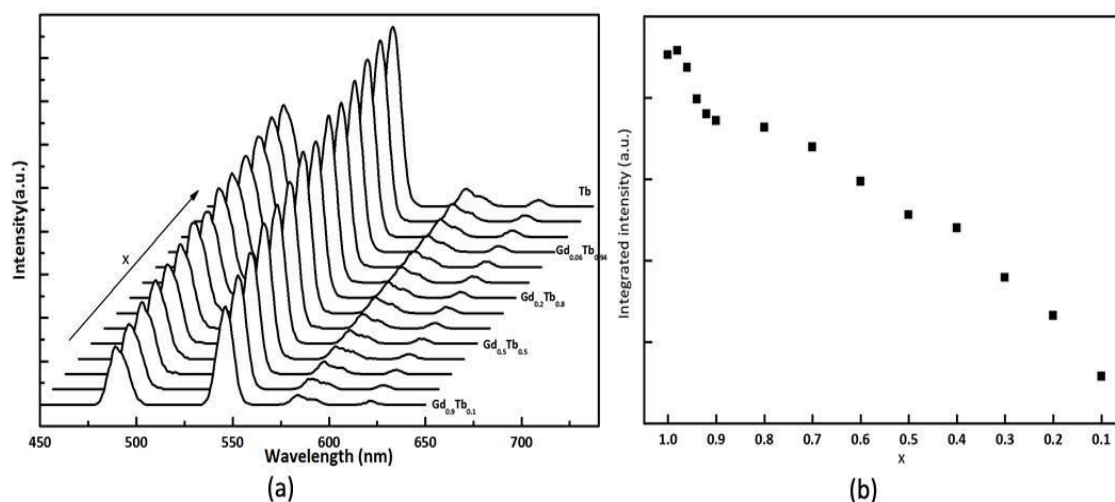 Intensity(a.u.)
X
Tb
Gd0.06Tb0.94
Gd0.2Tb0.8
Gd0.5Tb0.5
Gd0.9Tb0.1
450 500 550 600 650 700
Wavelength (nm)
(a)
Integrated intensity (a.u.)
1.0 0.9 0.8 0.7 0.6 0.5 0.4 0.3 0.2 0.1
X
(b)